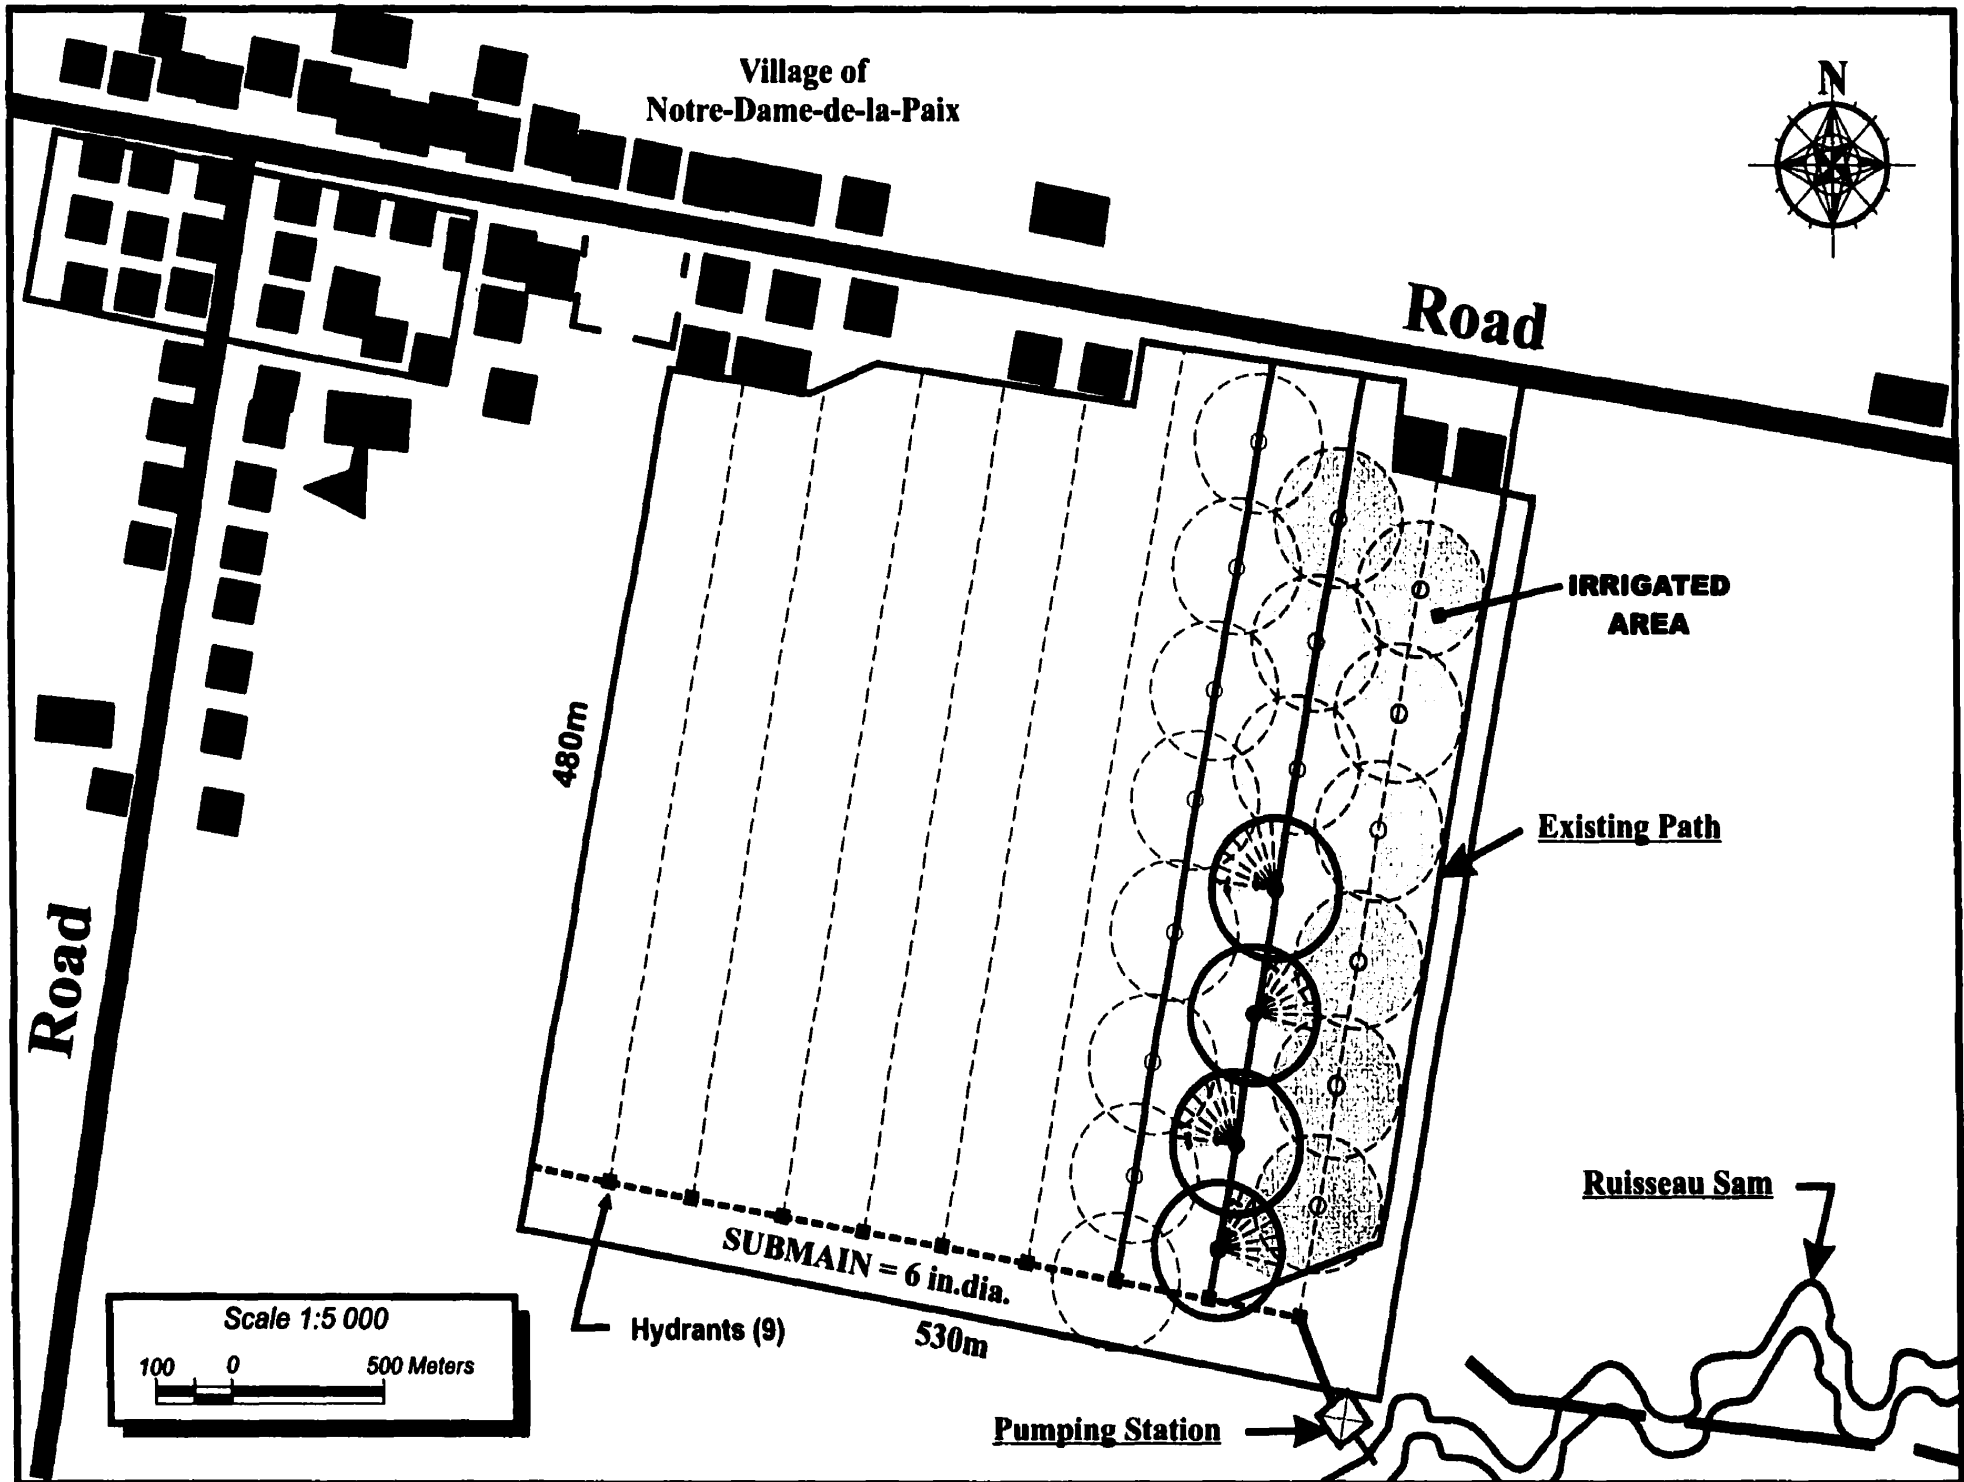 Village of
Notre-Dame-de-la-Paix
N
Road
IRRIGATED
AREA
480m
Existing Path
Road
Ruisseau Sam
SUBMAIN = 6 in.dia.
Scale 1:5 000
100 0 500 Meters
Hydrants (9)
530m
Pumping Station